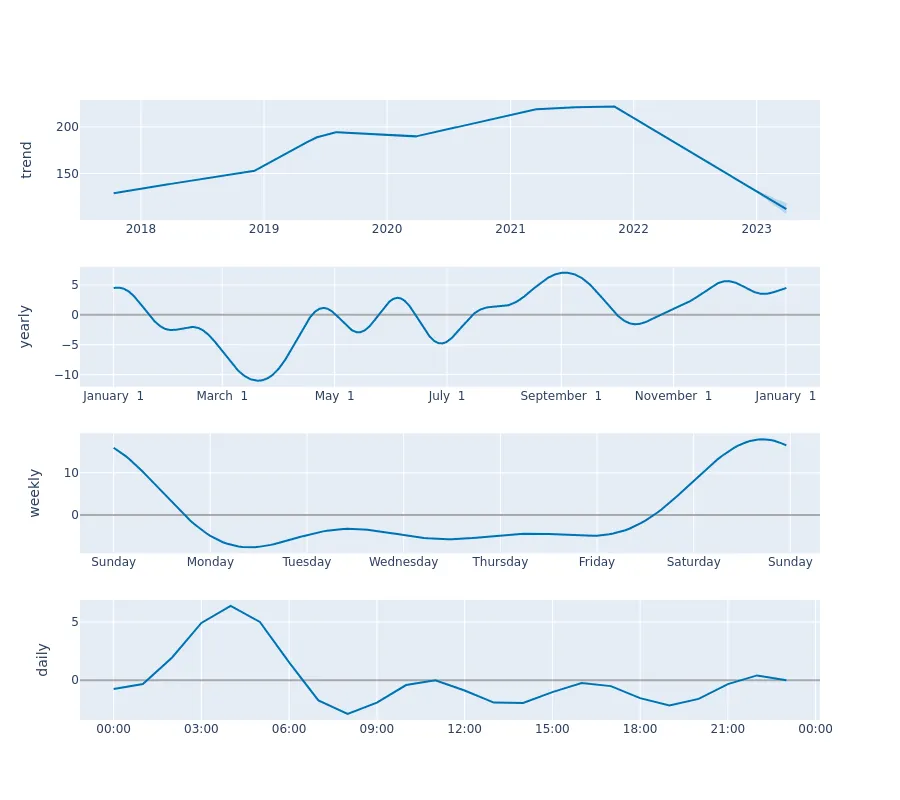 200
150
trend
2018 2019 2020 2021 2022 2023
5
0
−5
−10
yearly
January 1 March 1 May 1 July 1 September 1 November 1 January 1
10
0
weekly
Sunday Monday Tuesday Wednesday Thursday Friday Saturday Sunday
5
0
daily
00:00 03:00 06:00 09:00 12:00 15:00 18:00 21:00 00:00